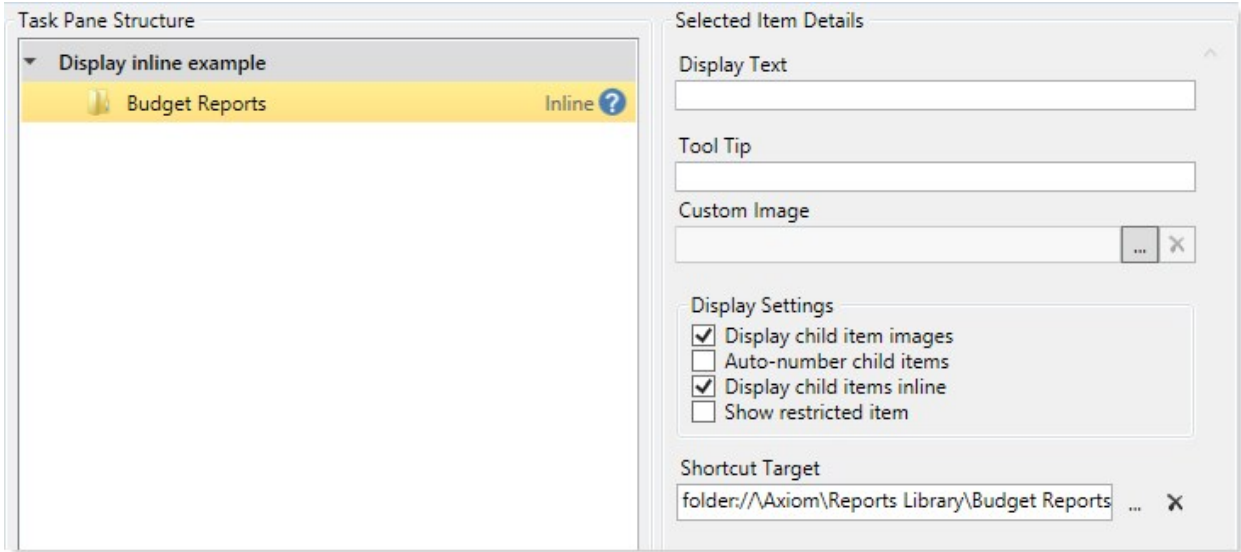 Task Pane Structure
Display inline example
Budget Reports
Inline ?
Selected Item Details
Display Text
Tool Tip
Custom Image
...
Display Settings
Display child item images
Auto-number child items
Display child items inline
Show restricted item
Shortcut Target
folder://\Axiom\Reports Library\Budget Reports
...